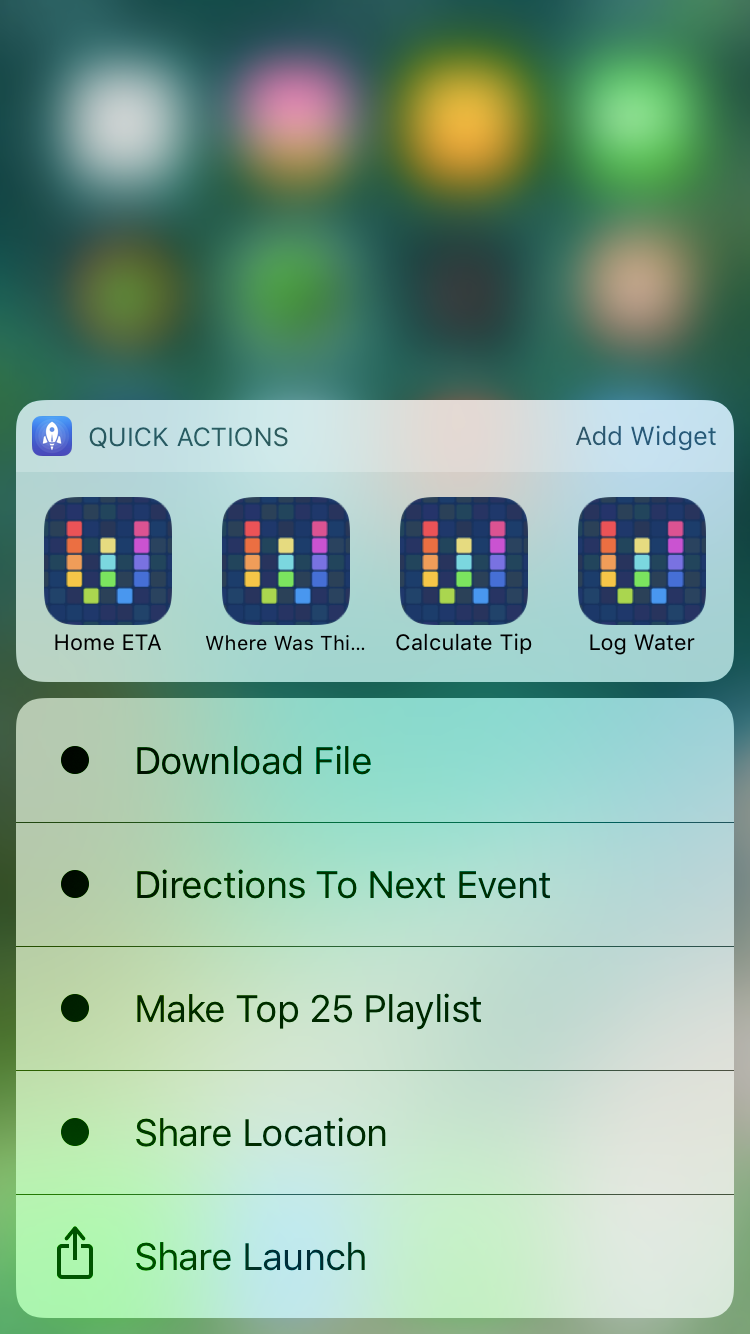 QUICK ACTIONS
Add Widget
Home ETA
Where Was Thi...
Calculate Tip
Log Water
Download File
Directions To Next Event
Make Top 25 Playlist
Share Location
Share Launch